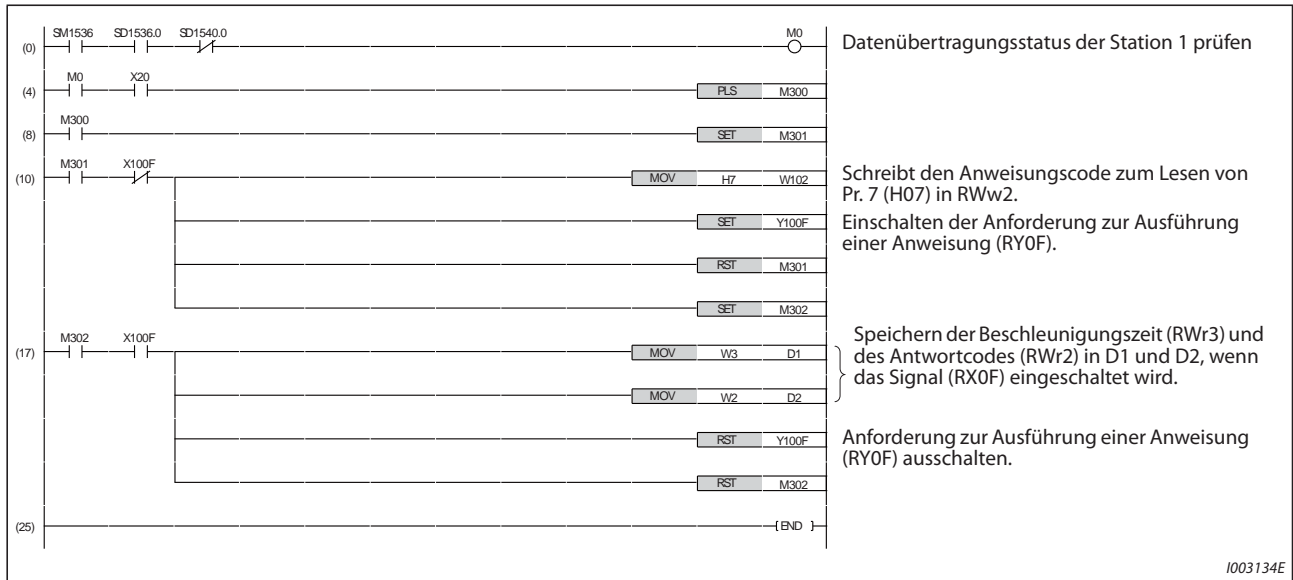 SM1536 SD1536.0 SD1540.0 M0
(0) Datenübertragungsstatus der Station 1 prüfen
M0 X20
(4) PLS M300
M300
(8) SET M301
M301 X100F
(10) MOV H7 W102 Schreibt den Anweisungscode zum Lesen von
Pr. 7 (H07) in RWw2.
SET Y100F Einschalten der Anforderung zur Ausführung
einer Anweisung (RY0F).
RST M301
SET M302
M302 X100F
Speichern der Beschleunigungszeit (RWr3) und
(17) MOV W3 D1 des Antwortcodes (RWr2) in D1 und D2, wenn
das Signal (RX0F) eingeschaltet wird.
MOV W2 D2
RST Y100F Anforderung zur Ausführung einer Anweisung
(RY0F) ausschalten.
RST M302
(25) END
I003134E